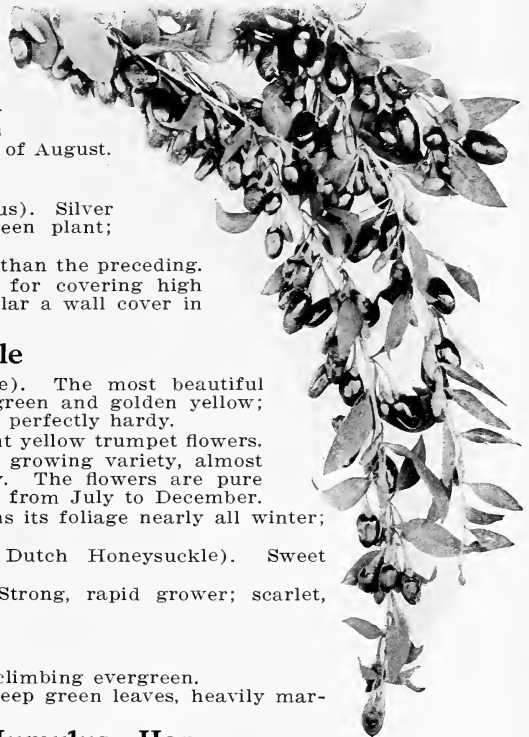 of August.
us). Silver
een plant;
than the preceding.
for covering high
lar a wall cover in
le
e). The most beautiful
green and golden yellow;
perfectly hardy.
nt yellow trumpet flowers.
growing variety, almost
y. The flowers are pure
from July to December.
ns its foliage nearly all winter;
Dutch Honeysuckle). Sweet
Strong, rapid grower; scarlet,
climbing evergreen.
eep green leaves, heavily mar-